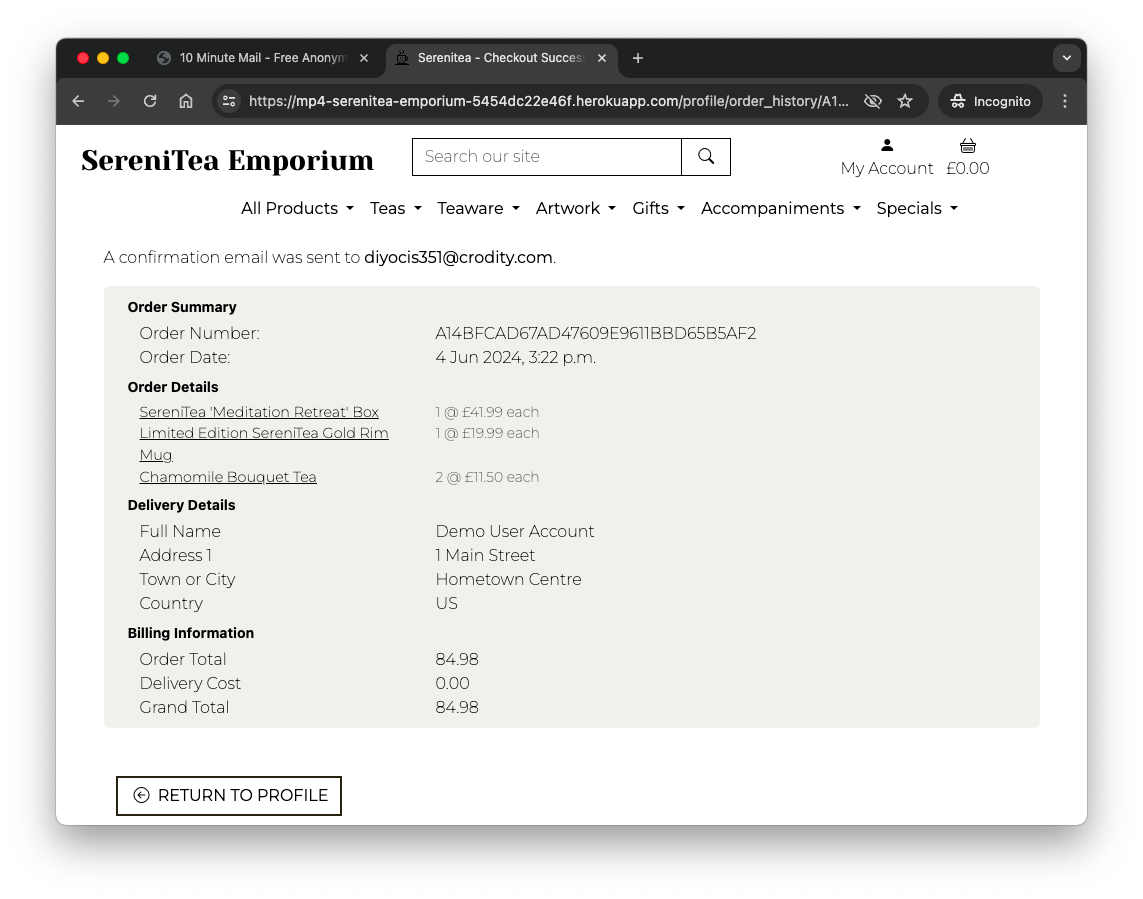 10 Minute Mail - Free Anonym
Serenitea - Checkout Success
https://mp4-serenitea-emporium-5454dc22e46f.herokuapp.com/profile/order_history/A1...
Incognito
SereniTea Emporium
Search our site
My Account
£0.00
All Products
Teas
Teaware
Artwork
Gifts
Accompaniments
Specials
A confirmation email was sent to diyocis351@crodity.com.
Order Summary
Order Number: A14BFCAD67AD47609E9611BBD65B5AF2
Order Date: 4 Jun 2024, 3:22 p.m.
Order Details
SereniTea 'Meditation Retreat' Box 1 @ £41.99 each
Limited Edition SereniTea Gold Rim 1 @ £19.99 each
Mug
Chamomile Bouquet Tea 2 @ £11.50 each
Delivery Details
Full Name Demo User Account
Address 1 1 Main Street
Town or City Hometown Centre
Country US
Billing Information
Order Total 84.98
Delivery Cost 0.00
Grand Total 84.98
RETURN TO PROFILE